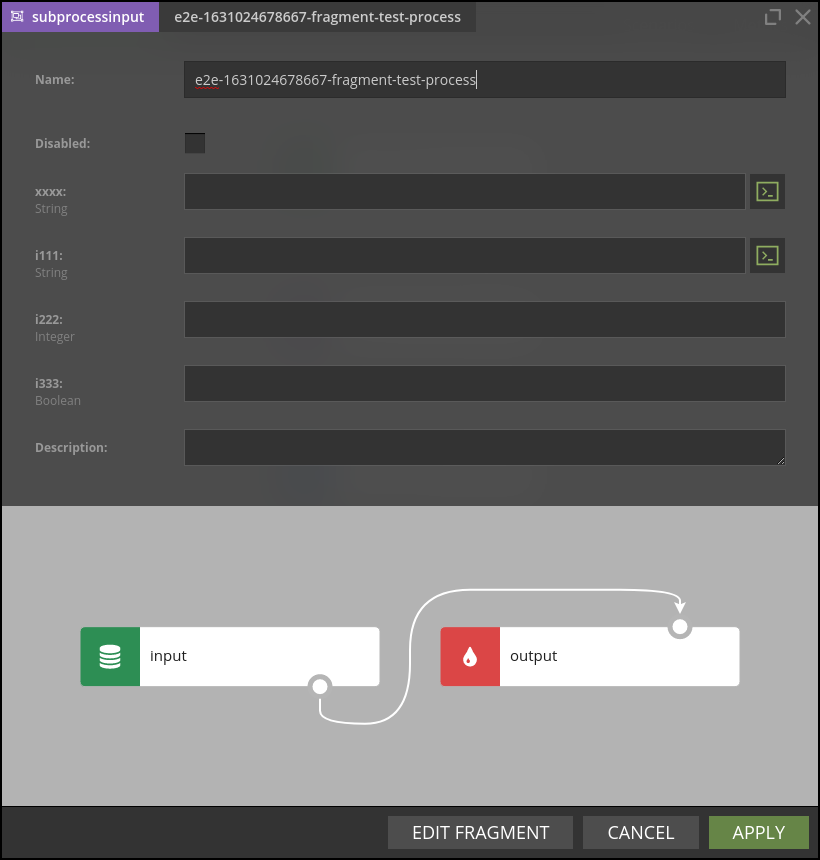 subprocessinput e2e-1631024678667-fragment-test-process
Name: e2e-1631024678667-fragment-test-process
Disabled:
xxxx:
String
i111:
String
i222:
Integer
i333:
Boolean
Description:
input output
EDIT FRAGMENT CANCEL APPLY